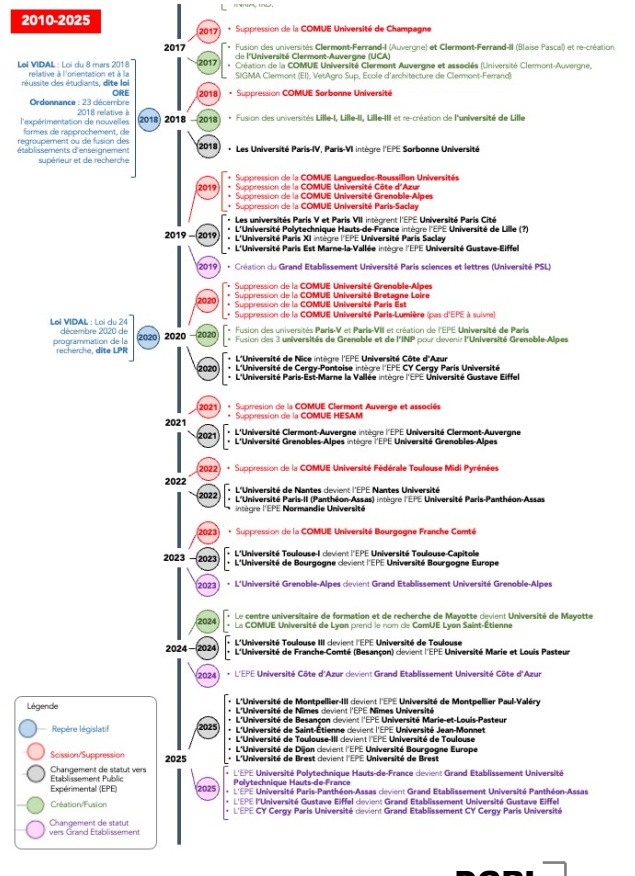 2010-2025
2017
2017
• Suppression de la COMUE Université de Champagne
2017
• Fusion des universités Clermont-Ferrand-I (Auvergne) et Clermont-Ferrand-II (Blaise Pascal) et re-création
de l'Université Clermont-Auvergne (UCA)
• Création de la COMUE Université Clermont Auvergne et associés (Université Clermont-Auvergne,
SIGMA Clermont (EI), VetAgro Sup, Ecole d'architecture de Clermont-Ferrand)
Loi VIDAL : Loi du 8 mars 2018
relative à l'orientation et à la
réussite des étudiants, dite loi
ORE
Ordonnance : 23 décembre
2018 relative à
l'expérimentation de nouvelles
formes de rapprochement, de
regroupement ou de fusion des
établissements d'enseignement
supérieur et de recherche
2018
2018
2018
• Suppression COMUE Sorbonne Université
2018
• Fusion des universités Lille-I, Lille-II, Lille-III et re-création de l'université de Lille
2018
• Les Université Paris-IV, Paris-VI intègre l'EPE Sorbonne Université
2019
2019
• Suppression de la COMUE Languedoc-Roussillon Universités
• Suppression de la COMUE Université Côte d'Azur
• Suppression de la COMUE Université Grenoble-Alpes
• Suppression de la COMUE Université Paris-Saclay
2019
• Les universités Paris V et Paris VII intègrent l'EPE Université Paris Cité
• L'Université Polytechnique Hauts-de-France intègre l'EPE Université de Lille (?)
• L'Université Paris XI intègre l'EPE Université Paris Saclay
• L'Université Paris Est Marne-la-Vallée intègre l'EPE Université Gustave-Eiffel
2019
• Création du Grand Etablissement Université Paris sciences et lettres (Université PSL)
Loi VIDAL : Loi du 24
décembre 2020 de
programmation de la
recherche, dite LPR
2020
2020
2020
• Suppression de la COMUE Université Grenoble-Alpes
• Suppression de la COMUE Université Bretagne Loire
• Suppression de la COMUE Université Paris Est
• Suppression de la COMUE Université Paris-Lumière (pas d'EPE à suivre)
2020
• Fusion des universités Paris-V et Paris-VII et création de l'EPE Université de Paris
• Fusion des 3 universités de Grenoble et de l'INP pour devenir l'Université Grenoble-Alpes
2020
• L'Université de Nice intègre l'EPE Université Côte d'Azur
• L'Université de Cergy-Pontoise intègre l'EPE CY Cergy Paris Université
• L'Université Paris-Est-Marne la Vallée intègre l'EPE Université Gustave Eiffel
2021
2021
• Supprresion de la COMUE Clermont Auverge et associés
• Suppression de la COMUE HESAM
2021
• L'Université Clermont-Auvergne intègre l'EPE Université Clermont-Auvergne
• L'Université Grenobles-Alpes intègre l'EPE Université Grenobles-Alpes
2022
2022
• Suppression de la COMUE Université Fédérale Toulouse Midi Pyrénées
2022
• L'Université de Nantes devient l'EPE Nantes Université
• L'Université Paris-II (Panthéon-Assas) intègre l'EPE Université Paris-Panthéon-Assas
• intègre l'EPE Normandie Université
2023
2023
• Suppression de la COMUE Université Bourgogne Franche Comté
2023
• L'Université Toulouse-I devient l'EPE Université Toulouse-Capitole
• L'Université de Bourgogne devient l'EPE Université Bourgogne Europe
2023
• L'Université Grenoble-Alpes devient Grand Etablissement Université Grenoble-Alpes
2024
2024
• Le centre universitaire de formation et de recherche de Mayotte devient Université de Mayotte
• La COMUE Université de Lyon prend le nom de ComUE Lyon Saint-Étienne
2024
• L'Université Toulouse III devient l'EPE Université de Toulouse
• L'Université de Franche-Comté (Besançon) devient l'EPE Université Marie et Louis Pasteur
2024
• L'EPE Université Côte d'Azur devient Grand Etablissement Université Côte d'Azur
2025
2025
• L'Université de Montpellier-III devient l'EPE Université de Montpellier Paul-Valéry
• L'Université de Nîmes devient l'EPE Nîmes Université
• L'Université de Besançon devient l'EPE Université Marie-et-Louis-Pasteur
• L'Université de Saint-Étienne devient l'EPE Université Jean-Monnet
• L'Université de Toulouse-III devient l'EPE Université de Toulouse
• L'Université de Dijon devient l'EPE Université Bourgogne Europe
• L'Université de Brest devient l'EPE Université de Brest
2025
• L'EPE Université Polytechnique Hauts-de-France devient Grand Etablissement Université
Polytechnique Hauts-de-France
• L'EPE Université Paris-Panthéon-Assas devient Grand Etablissement Université Panthéon-Assas
• L'EPE l'Université Gustave Eiffel devient Grand Etablissement Université Gustave Eiffel
• L'EPE CY Cergy Paris Université devient Grand Etablissement CY Cergy Paris Université
Légende
Repère législatif
Scission/Suppression
Changement de statut vers
Etablissement Public
Expérimental (EPE)
Création/Fusion
Changement de statut
vers Grand Etablissement